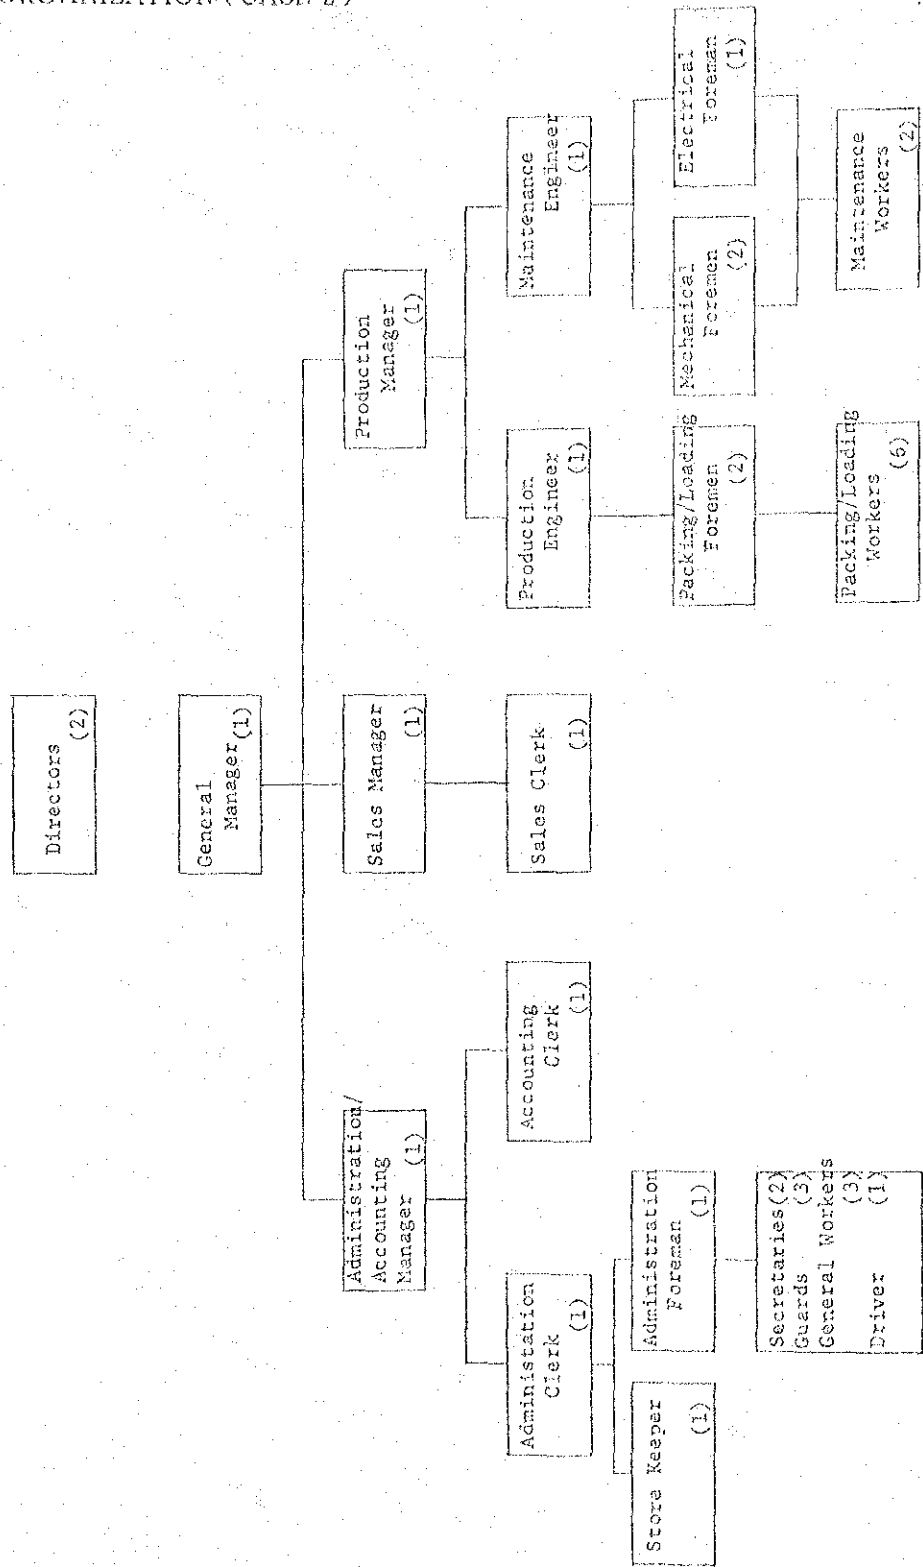 Directors
(2)
General
Manager(1)
Administration/
Accounting
Manager (1)
Sales Manager
(1)
Production
Manager
(1)
Administation
Clerk
(1)
Accounting
Clerk
(1)
Sales Clerk
(1)
Production
Engineer
(1)
Maintenance
Engineer
(1)
Store Keeper
(1)
Administration
Foreman
(1)
Packing/Loading
Foremen
(2)
Mechanical
Foremen
(2)
Electrical
Foreman
(1)
Secretaries(2)
Guards (3)
General Workers
(3)
Driver (1)
Packing/Loading
Workers
(6)
Maintenance
Workers
(2)